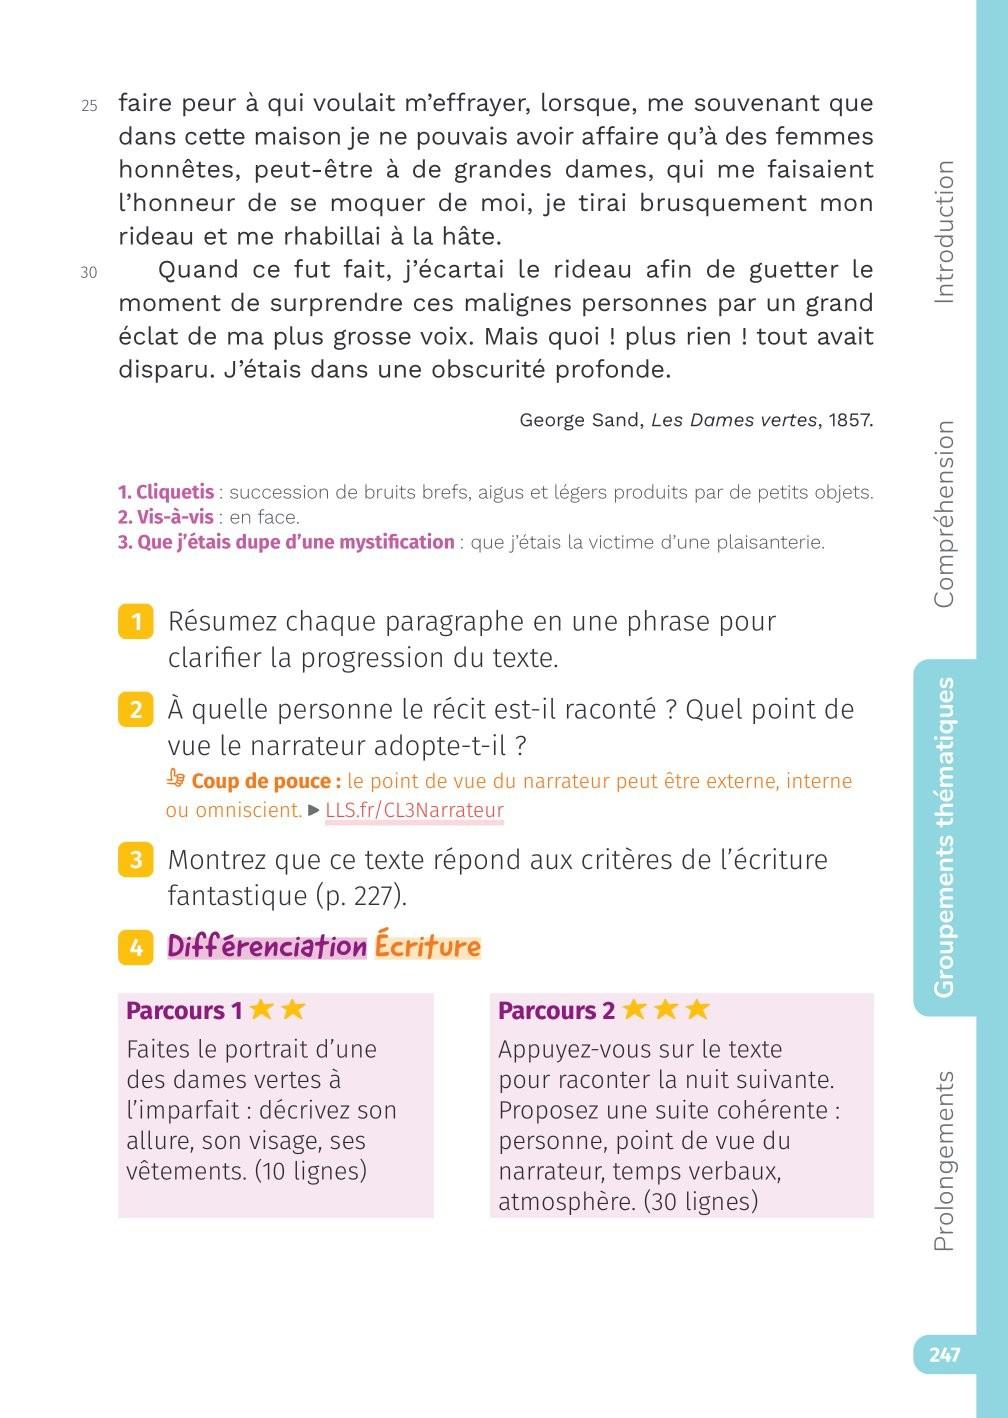 25 faire peur à qui voulait m’effrayer, lorsque, me souvenant que
dans cette maison je ne pouvais avoir affaire qu’à des femmes
honnêtes, peut-être à de grandes dames, qui me faisaient
l’honneur de se moquer de moi, je tirai brusquement mon
rideau et me rhabillai à la hâte.
30 Quand ce fut fait, j’écartai le rideau afin de guetter le
moment de surprendre ces malignes personnes par un grand
éclat de ma plus grosse voix. Mais quoi ! plus rien ! tout avait
disparu. J’étais dans une obscurité profonde.
George Sand, Les Dames vertes, 1857.
1. Cliquetis : succession de bruits brefs, aigus et légers produits par de petits objets.
2. Vis-à-vis : en face.
3. Que j’étais dupe d’une mystification : que j’étais la victime d’une plaisanterie.
1 Résumez chaque paragraphe en une phrase pour
clarifier la progression du texte.
2 À quelle personne le récit est-il raconté ? Quel point de
vue le narrateur adopte-t-il ?
Coup de pouce : le point de vue du narrateur peut être externe, interne
ou omniscient. ▶ LLS.fr/CL3Narrateur
3 Montrez que ce texte répond aux critères de l’écriture
fantastique (p. 227).
4 Différenciation Écriture
Parcours 1
Faites le portrait d’une
des dames vertes à
l’imparfait : décrivez son
allure, son visage, ses
vêtements. (10 lignes)
Parcours 2
Appuyez-vous sur le texte
pour raconter la nuit suivante.
Proposez une suite cohérente :
personne, point de vue du
narrateur, temps verbaux,
atmosphère. (30 lignes)
Introduction
Compréhension
Groupements thématiques
Prolongements
247